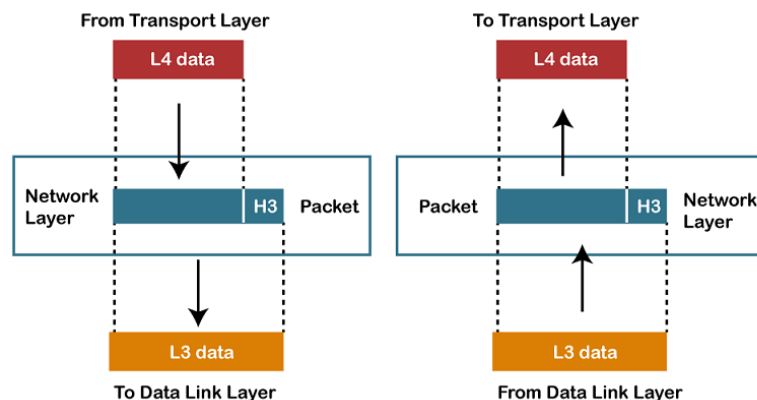 From Transport Layer
L4 data
Network
Layer
H3
Packet
L3 data
To Data Link Layer
To Transport Layer
L4 data
Packet
H3
Network
Layer
L3 data
From Data Link Layer